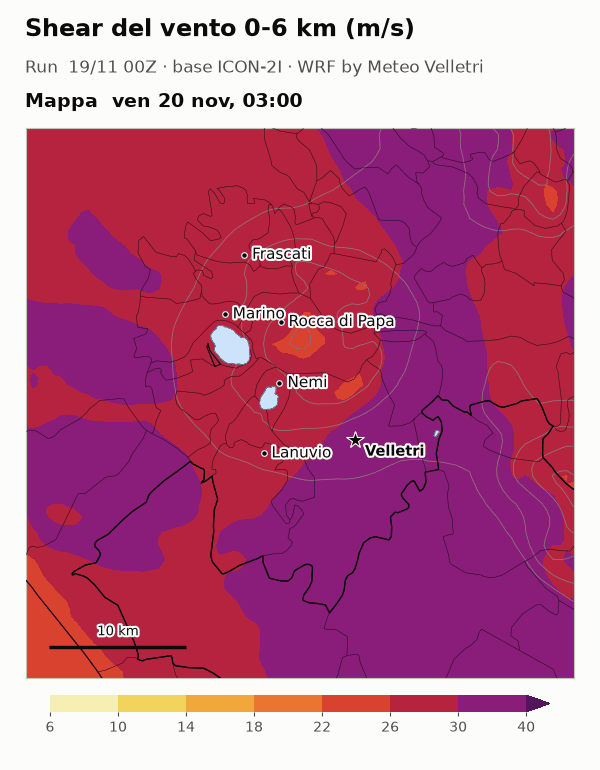 Shear del vento 0-6 km (m/s)
Run  19/11 00Z · base ICON-2I · WRF by Meteo Velletri
Mappa  ven 20 nov, 03:00
Frascati
Marino
Rocca di Papa
Nemi
Velletri
Lanuvio
10 km
6 10 14 18 22 26 30 40